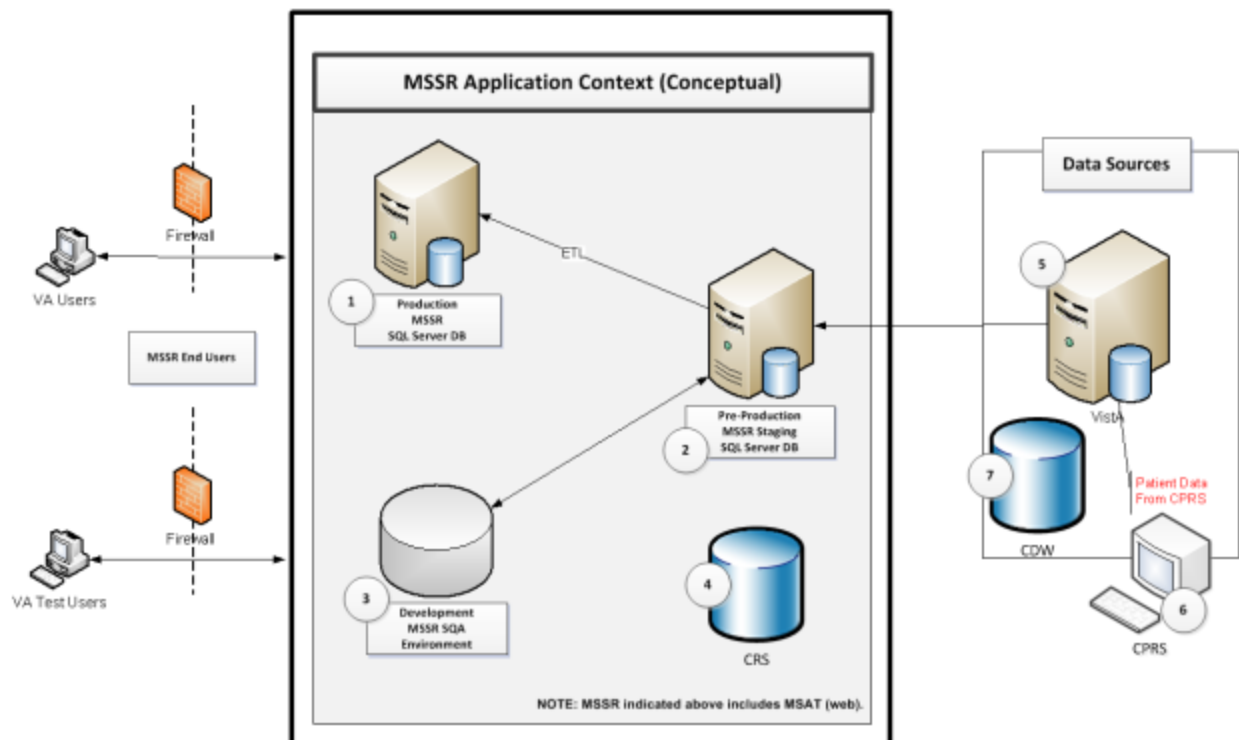 MSSR Application Context (Conceptual)
Data Sources
Firewall
VA Users
ETL
5
1
Production
MSSR
SQL Server DB
MSSR End Users
2
Pre-Production
MSSR Staging
SQL Server DB
VistA
7
Patient Data
From CPRS
CDW
Firewall
VA Test Users
3
Development
MSSR SQA
Environment
4
CRS
6
CPRS
NOTE: MSSR indicated above includes MSAT (web).